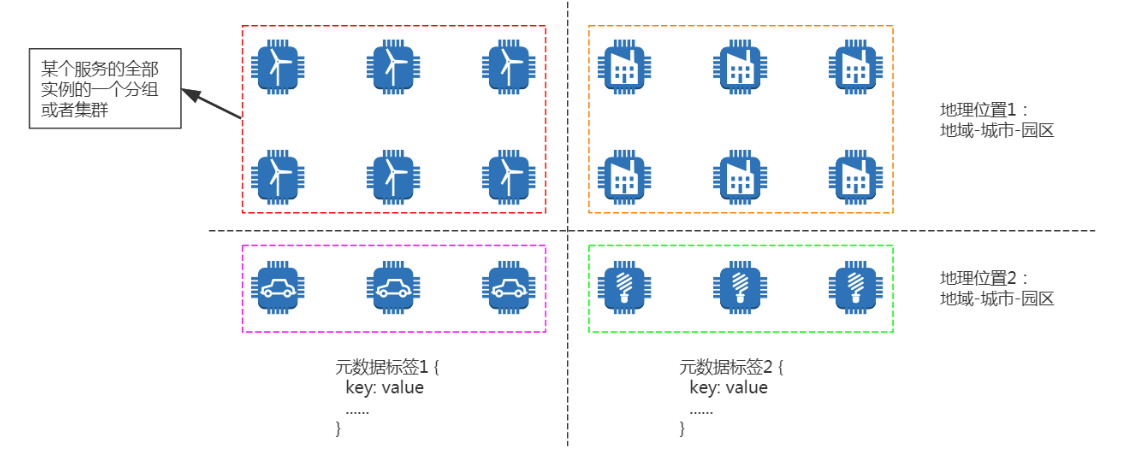 某个服务的全部
实例的一个分组
或者集群
地理位置1：
地域-城市-园区
地理位置2：
地域-城市-园区
元数据标签1 {
key: value
......
}
元数据标签2 {
key: value
......
}